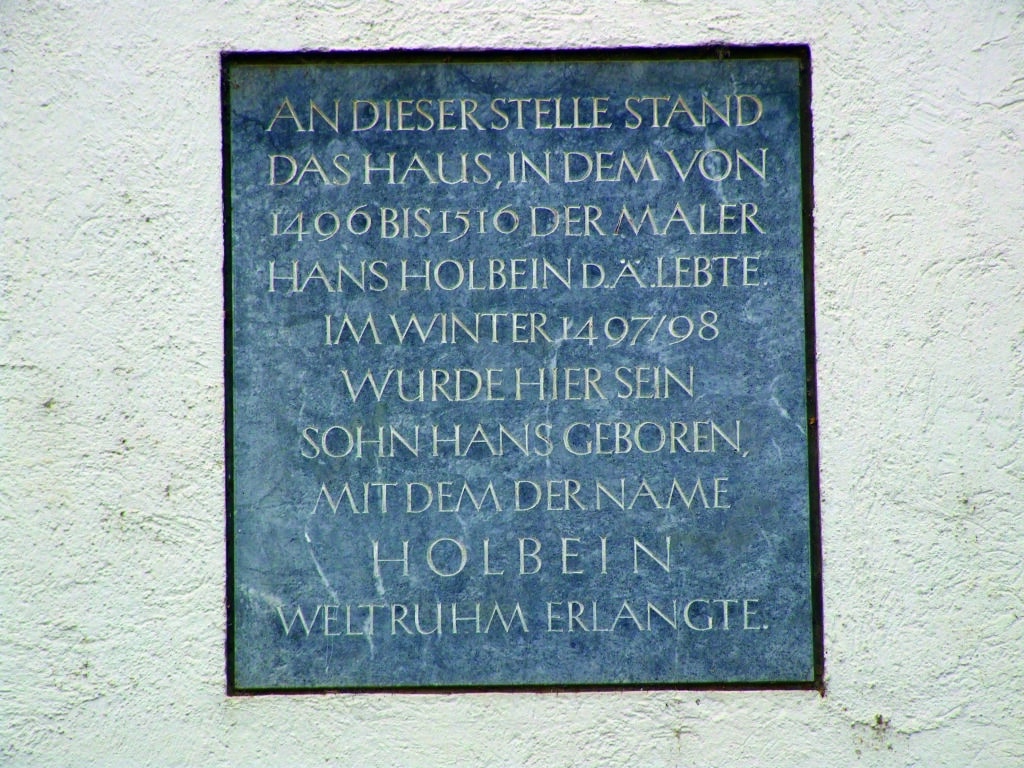 AN DIESER STELLE STAND
DAS HAUS, IN DEM VON
1496 BIS 1516 DER MALER
HANS HOLBEIN D.Ä. LEBTE.
IM WINTER 1497/98
WURDE HIER SEIN
SOHN HANS GEBOREN,
MIT DEM DER NAME
HOLBEIN
WELTRUHM ERLANGTE.